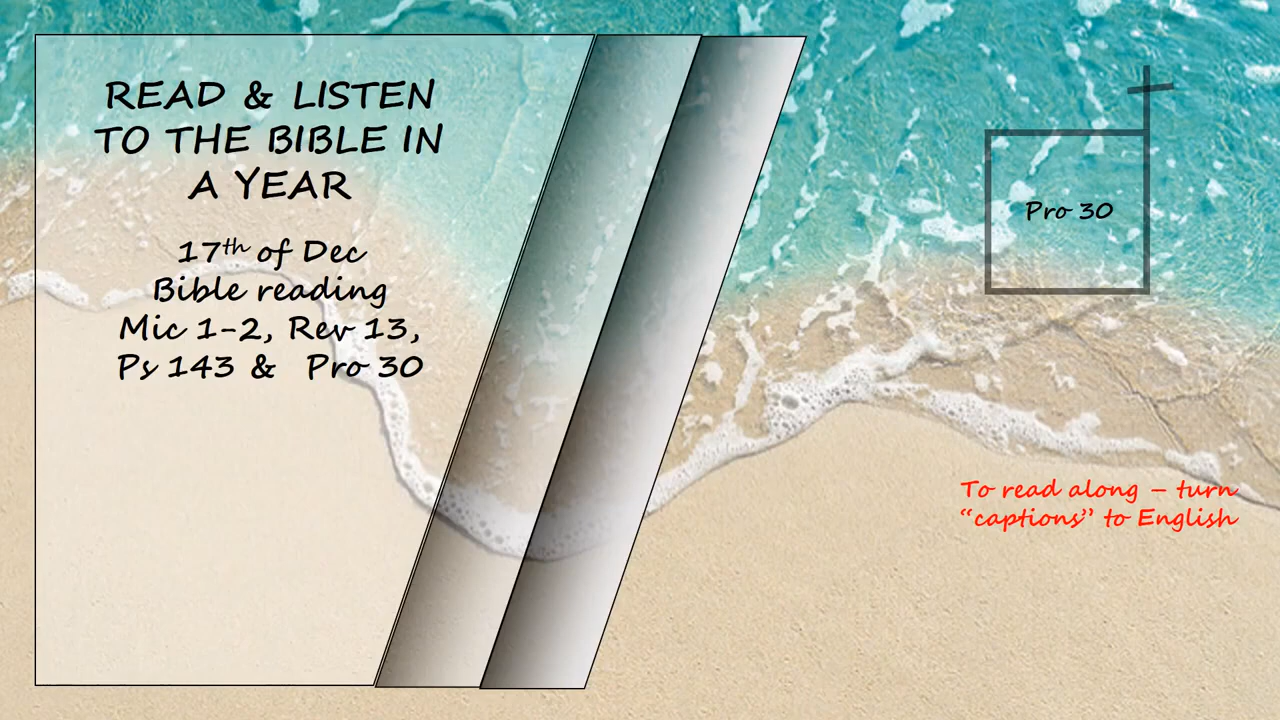 READ & LISTEN
TO THE BIBLE IN
A YEAR
17th of Dec
Bible reading
Mic 1-2, Rev 13,
Ps 143 & Pro 30
Pro 30
To read along – turn
“captions” to English